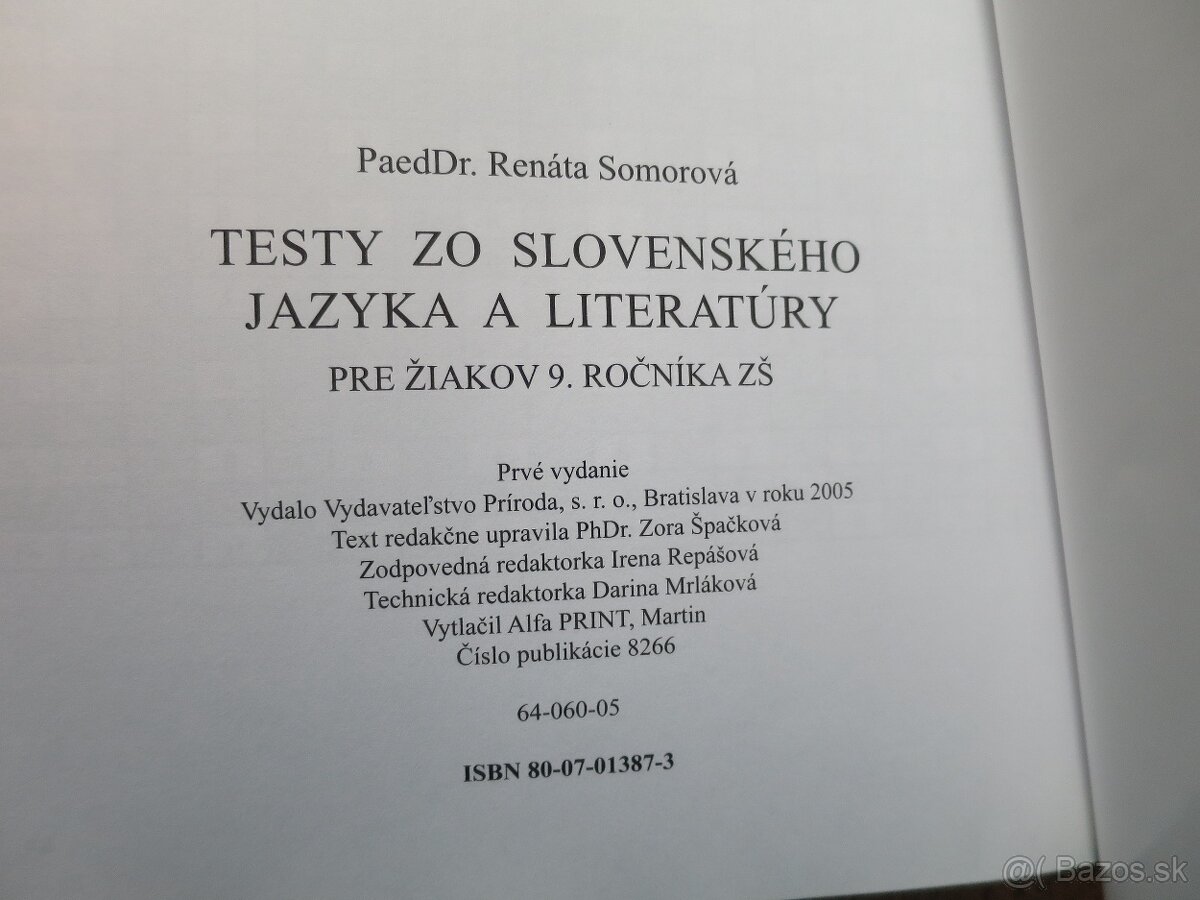 PaedDr. Renáta Somorová
TESTY ZO SLOVENSKÉHO
JAZYKA A LITERATÚRY
PRE ŽIAKOV 9. ROČNÍKA ZŠ
Prvé vydanie
Vydalo Vydavateľstvo Príroda, s. r. o., Bratislava v roku 2005
Text redakčne upravila PhDr. Zora Špačková
Zodpovedná redaktorka Irena Repášová
Technická redaktorka Darina Mrláková
Vytlačil Alfa PRINT, Martin
Číslo publikácie 8266
64-060-05
ISBN 80-07-01387-3
@( Bazos.sk